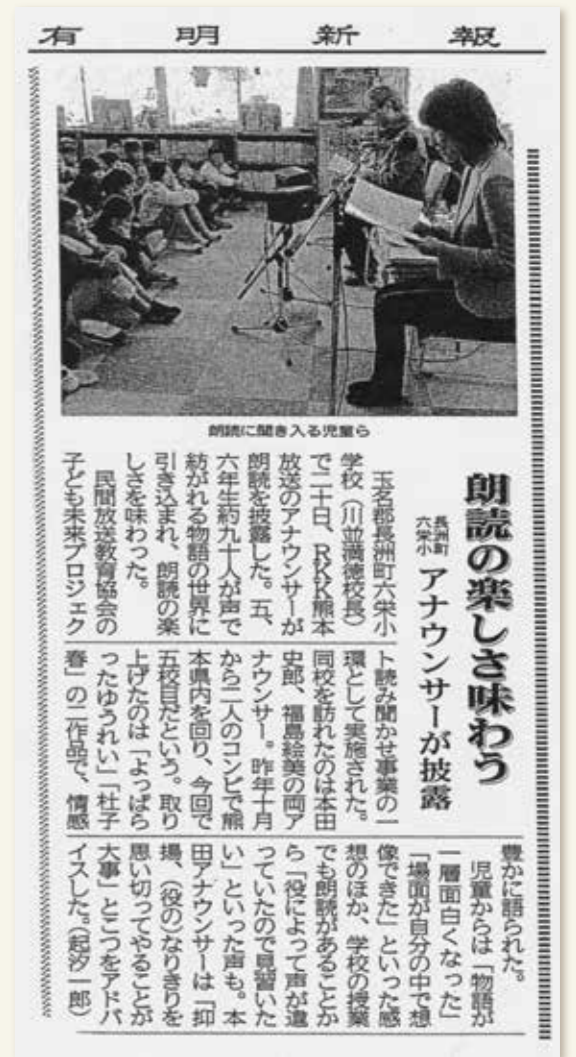 有明新報
朗読に聞き入る児童ら
朗読の楽しさ味わう
長洲町
六栄小
アナウンサーが披露
玉名郡長洲町六栄小
学校（川並満徳校長）
で二十日、ＲＫＫ熊本
放送のアナウンサーが
朗読を披露した。五、
六年生約九十人が声で
紡がれる物語の世界に
引き込まれ、朗読の楽
しさを味わった。
民間放送教育協会の
子ども未来プロジェク
ト読み聞かせ事業の一
環として実施された。
同校を訪れたのは本田
史郎、福島絵美の両ア
ナウンサー。昨年十月
から二人のコンビで熊
本県内を回り、今回で
五校目だという。取り
上げたのは「よっぱら
ったゆうれい」「杜子
春」の二作品で、情感
豊かに語られた。
児童からは「物語が
一層面白くなった」
「場面が自分の中で想
像できた」といった感
想のほか、学校の授業
でも朗読があることか
ら「役によって声が違
っていたので見習いた
い」といった声も。本
田アナウンサーは「抑
揚、（役の）なりきりを
思い切ってやることが
大事」とこつをアドバ
イスした。（起汐一郎）